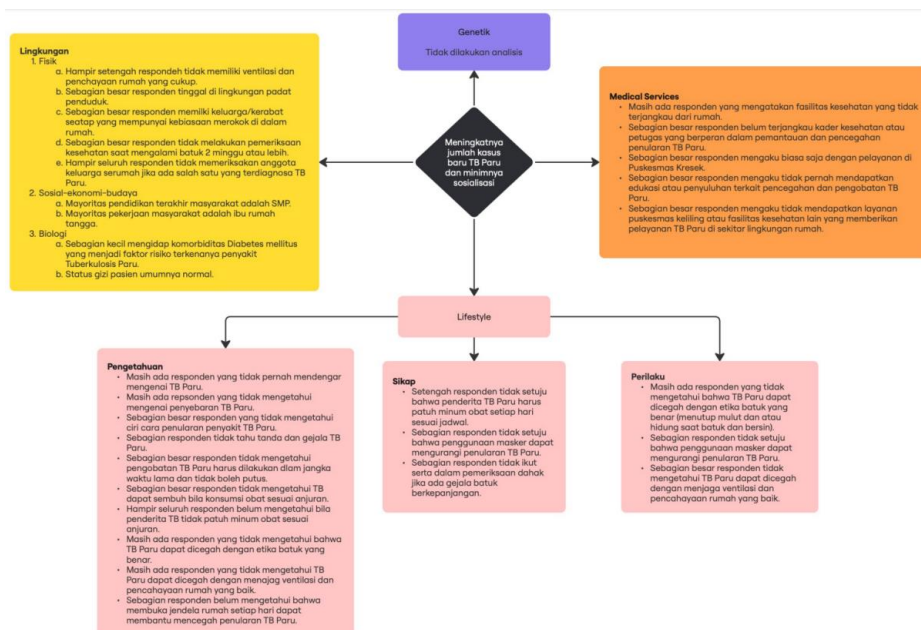 Genetik
Tidak dilakukan analisis
Lingkungan
1. Fisik
a. Hampir setengah respondeh tidak memiliki ventilasi dan
penchayaan rumah yang cukup.
b. Sebagian besar responden tinggal di lingkungan padat
penduduk.
c. Sebagian besar responden memilki keluarga/kerabat
seatap yang mempunyai kebiasaan merokok di dalam
rumah.
d. Sebagian besar responden tidak melakukan pemeriksaan
kesehatan saat mengalami batuk 2 minggu atau lebih.
e. Hampir seluruh responden tidak memeriksakan anggota
keluarga serumah jika ada salah satu yang terdiagnosa TB
Paru.
2. Sosial-ekonomi-budaya
a. Mayoritas pendidikan terakhir masyarakat adalah SMP.
b. Mayoritas pekerjaan masyarakat adalah ibu rumah
tangga.
3. Biologi
a. Sebagian kecil mengidap komorbiditas Diabetes mellitus
yang menjadi faktor risiko terkenanya penyakit
Tuberkulosis Paru.
b. Status gizi pasien umumnya normal.
Meningkatnya
jumlah kasus
baru TB Paru
dan minimnya
sosialisasi
Medical Services
• Masih ada responden yang mengatakan fasilitas kesehatan yang tidak
terjangkau dari rumah.
• Sebagian besar responden belum terjangkau kader kesehatan atau
petugas yang berperan dalam pemantauan dan pencegahan
penularan TB Paru.
• Sebagian besar responden mengaku biasa saja dengan pelayanan di
Puskesmas Kresek.
• Sebagian besar responden mengaku tidak pernah mendapatkan
edukasi atau penyuluhan terkait pencegahan dan pengobatan TB
Paru.
• Sebagian besar responden mengaku tidak mendapatkan layanan
puskesmas keliling atau fasilitas kesehatan lain yang memberikan
pelayanan TB Paru di sekitar lingkungan rumah.
Lifestyle
Pengetahuan
• Masih ada responden yang tidak pernah mendengar
mengenai TB Paru.
• Masih ada repsonden yang tidak mengetahui
mengenai penyebaran TB Paru.
• Sebagian besar responden yang tidak mengetahui
ciri cara penularan penyakit TB Paru.
• Sebagian responden tidak tahu tanda dan gejala TB
Paru.
• Sebagian besar responden tidak mengetahui
pengobatan TB Paru harus dilakukan dlam jangka
waktu lama dan tidak boleh putus.
• Sebagian besar responden tidak mengetahui TB
dapat sembuh bila konsumsi obat sesuai anjuran.
• Hampir seluruh responden belum mengetahui bila
penderita TB tidak patuh minum obat sesuai
anjuran.
• Masih ada responden yang tidak mengetahui bahwa
TB Paru dapat dicegah dengan etika batuk yang
benar.
• Masih ada responden yang tidak mengetahui TB
Paru dapat dicegah dengan menajag ventilasi dan
pencahayaan rumah yang baik.
• Sebagian responden belum mengetahui bahwa
membuka jendela rumah setiap hari dapat
membantu mencegah penularan TB Paru.
Sikap
• Setengah responden tidak setuju
bahwa penderita TB Paru harus
patuh minum obat setiap hari
sesuai jadwal.
• Sebagian responden tidak setuju
bahwa penggunaan masker dapat
mengurangi penularan TB Paru.
• Sebagian responden tidak ikut
serta dalam pemeriksaan dahak
jika ada gejala batuk
berkepanjangan.
Perilaku
• Masih ada responden yang tidak
mengetahui bahwa TB Paru dapat
dicegah dengan etika batuk yang
benar (menutup mulut dan atau
hidung saat batuk dan bersin).
• Sebagian responden tidak setuju
bahwa penggunaan masker dapat
mengurangi penularan TB Paru.
• Sebagian besar responden tidak
mengetahui TB Paru dapat dicegah
dengan menjaga ventilasi dan
pencahayaan rumah yang baik.